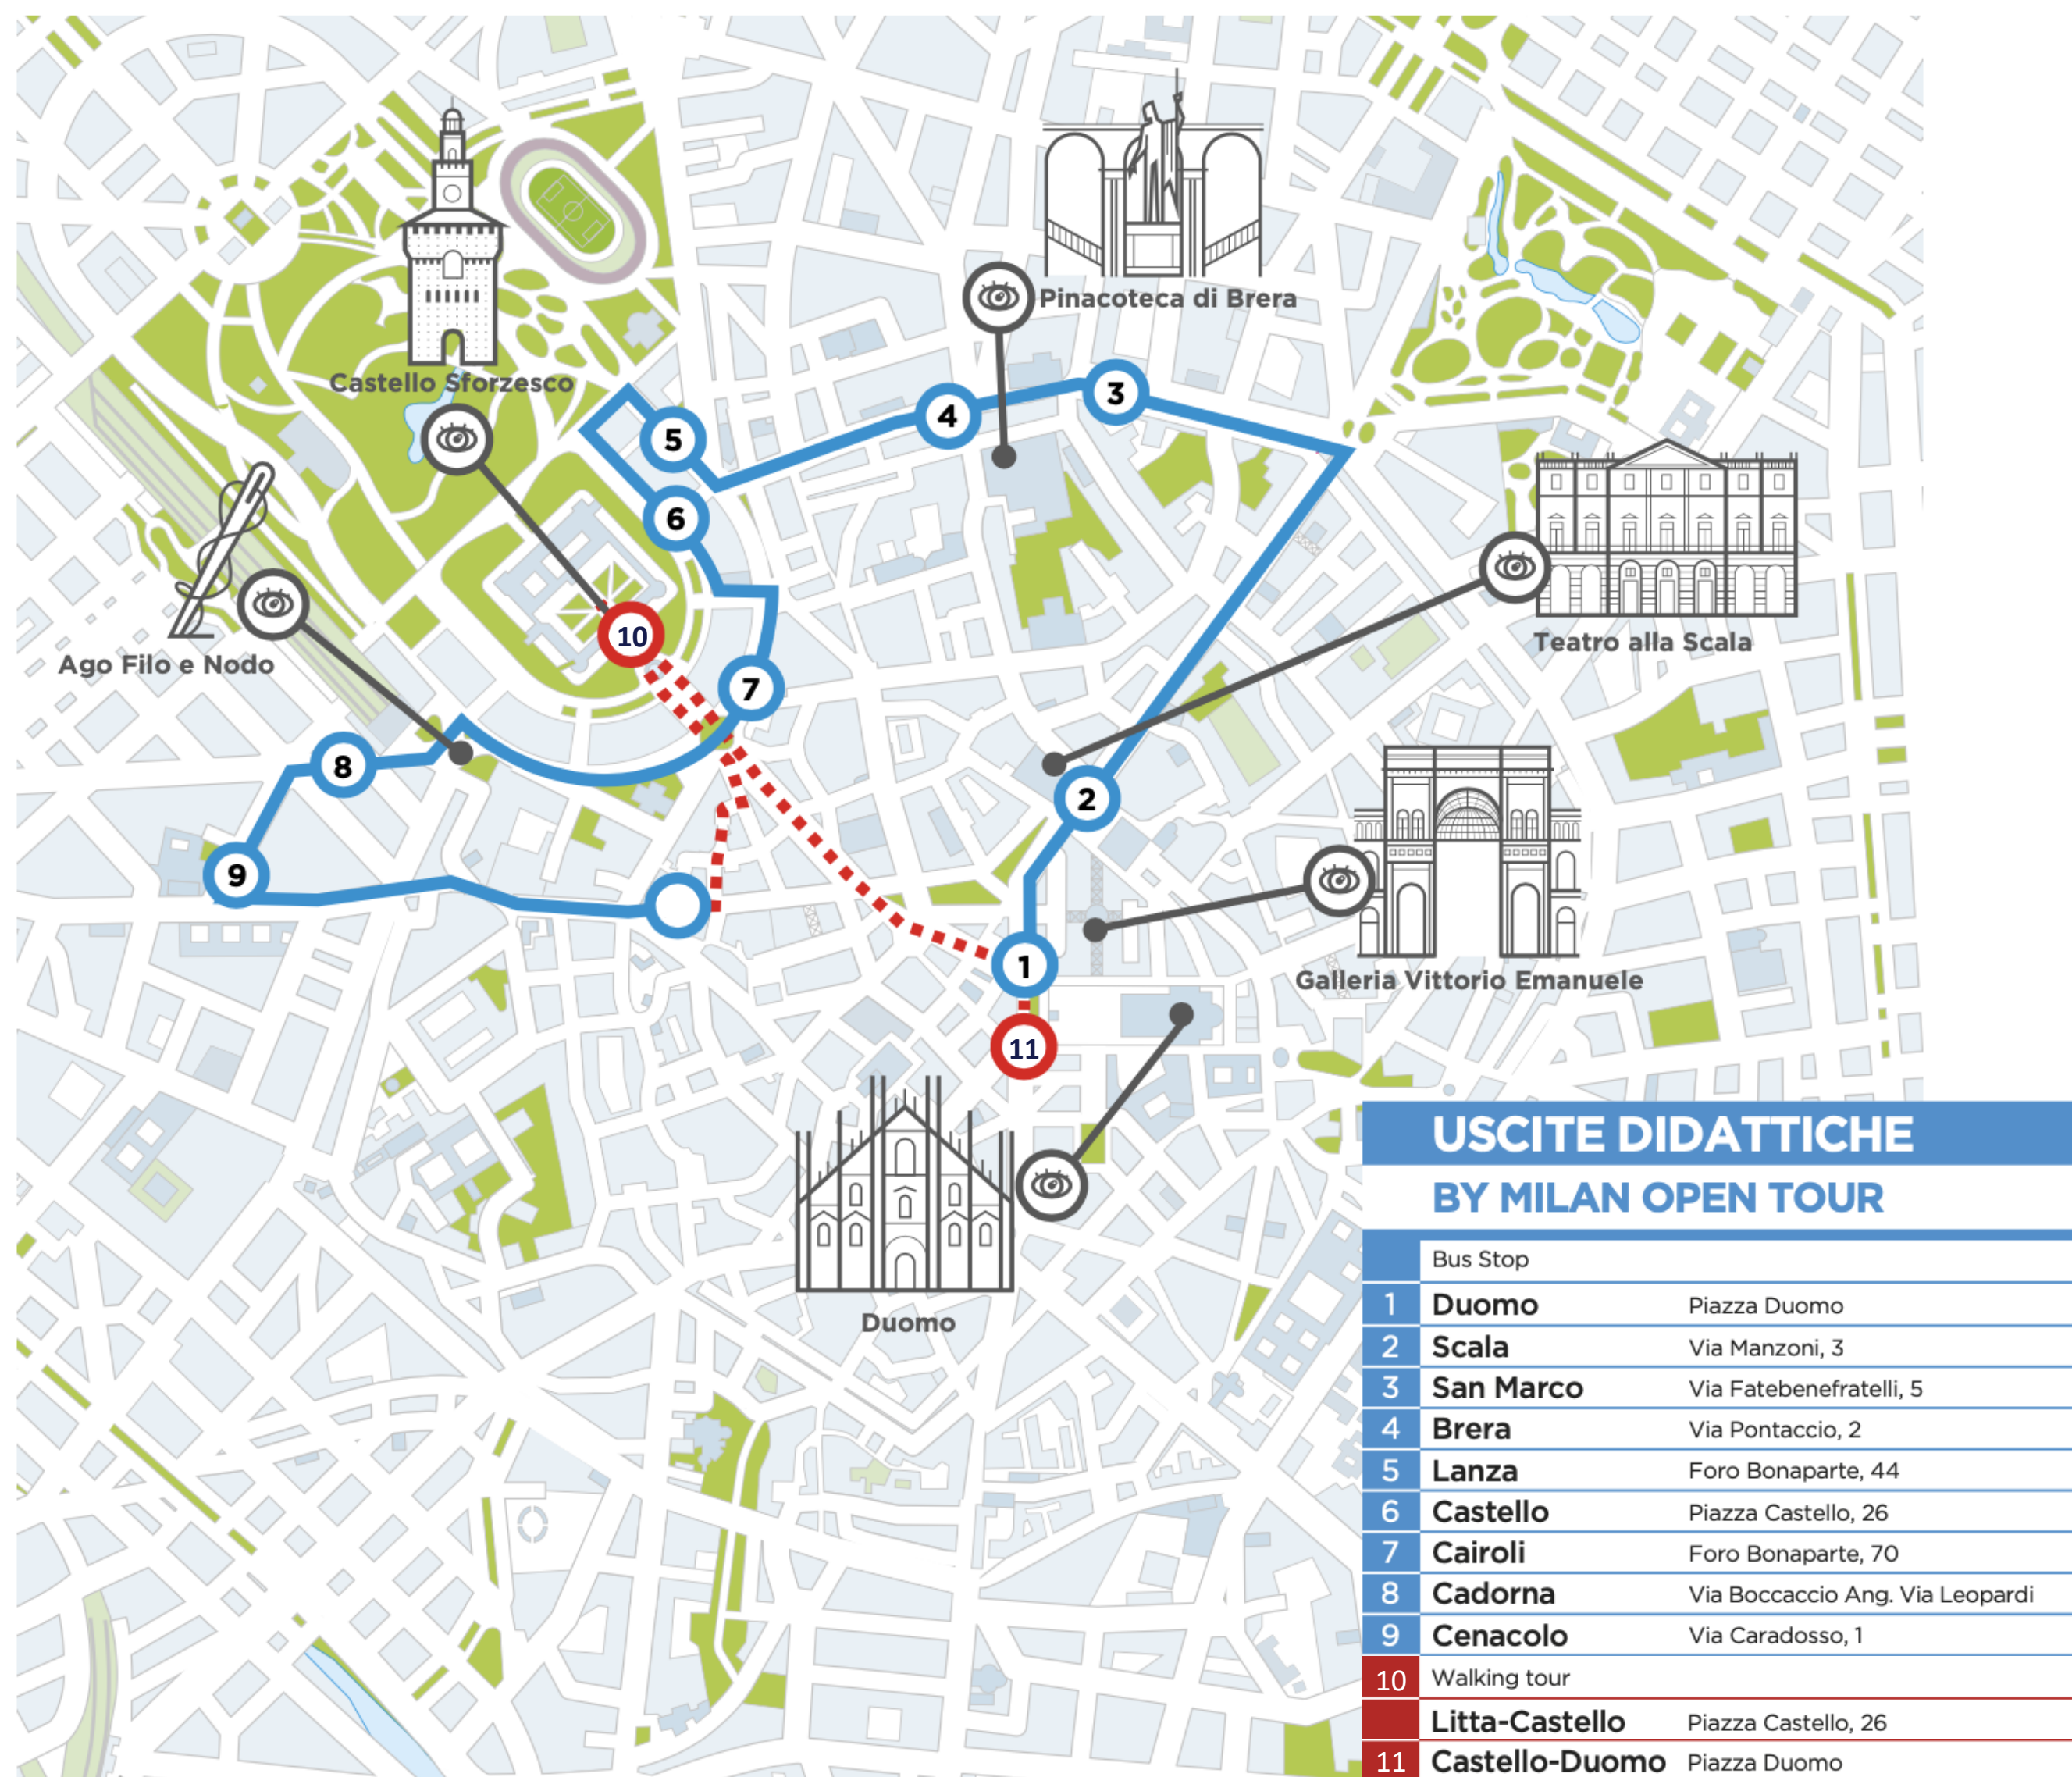 Pinacoteca di Brera
Castello Sforzesco
3
4
5
6
Teatro alla Scala
10
Ago Filo e Nodo
7
8
2
9
Galleria Vittorio Emanuele
1
11
Duomo
USCITE DIDATTICHE
BY MILAN OPEN TOUR
Bus Stop
1 Duomo Piazza Duomo
2 Scala Via Manzoni, 3
3 San Marco Via Fatebenefratelli, 5
4 Brera Via Pontaccio, 2
5 Lanza Foro Bonaparte, 44
6 Castello Piazza Castello, 26
7 Cairoli Foro Bonaparte, 70
8 Cadorna Via Boccaccio Ang. Via Leopardi
9 Cenacolo Via Caradosso, 1
10 Walking tour
Litta-Castello Piazza Castello, 26
11 Castello-Duomo Piazza Duomo